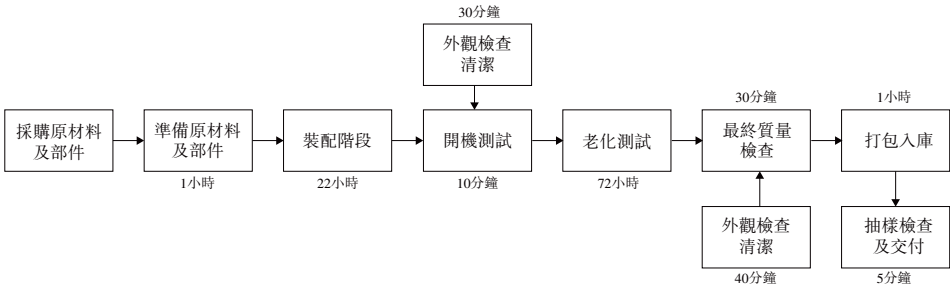 30分鐘
外觀檢查
清潔
採購原材料
及部件
準備原材料
及部件
1小時
裝配階段
22小時
開機測試
10分鐘
老化測試
72小時
30分鐘
最終質量
檢查
1小時
打包入庫
外觀檢查
清潔
40分鐘
抽樣檢查
及交付
5分鐘